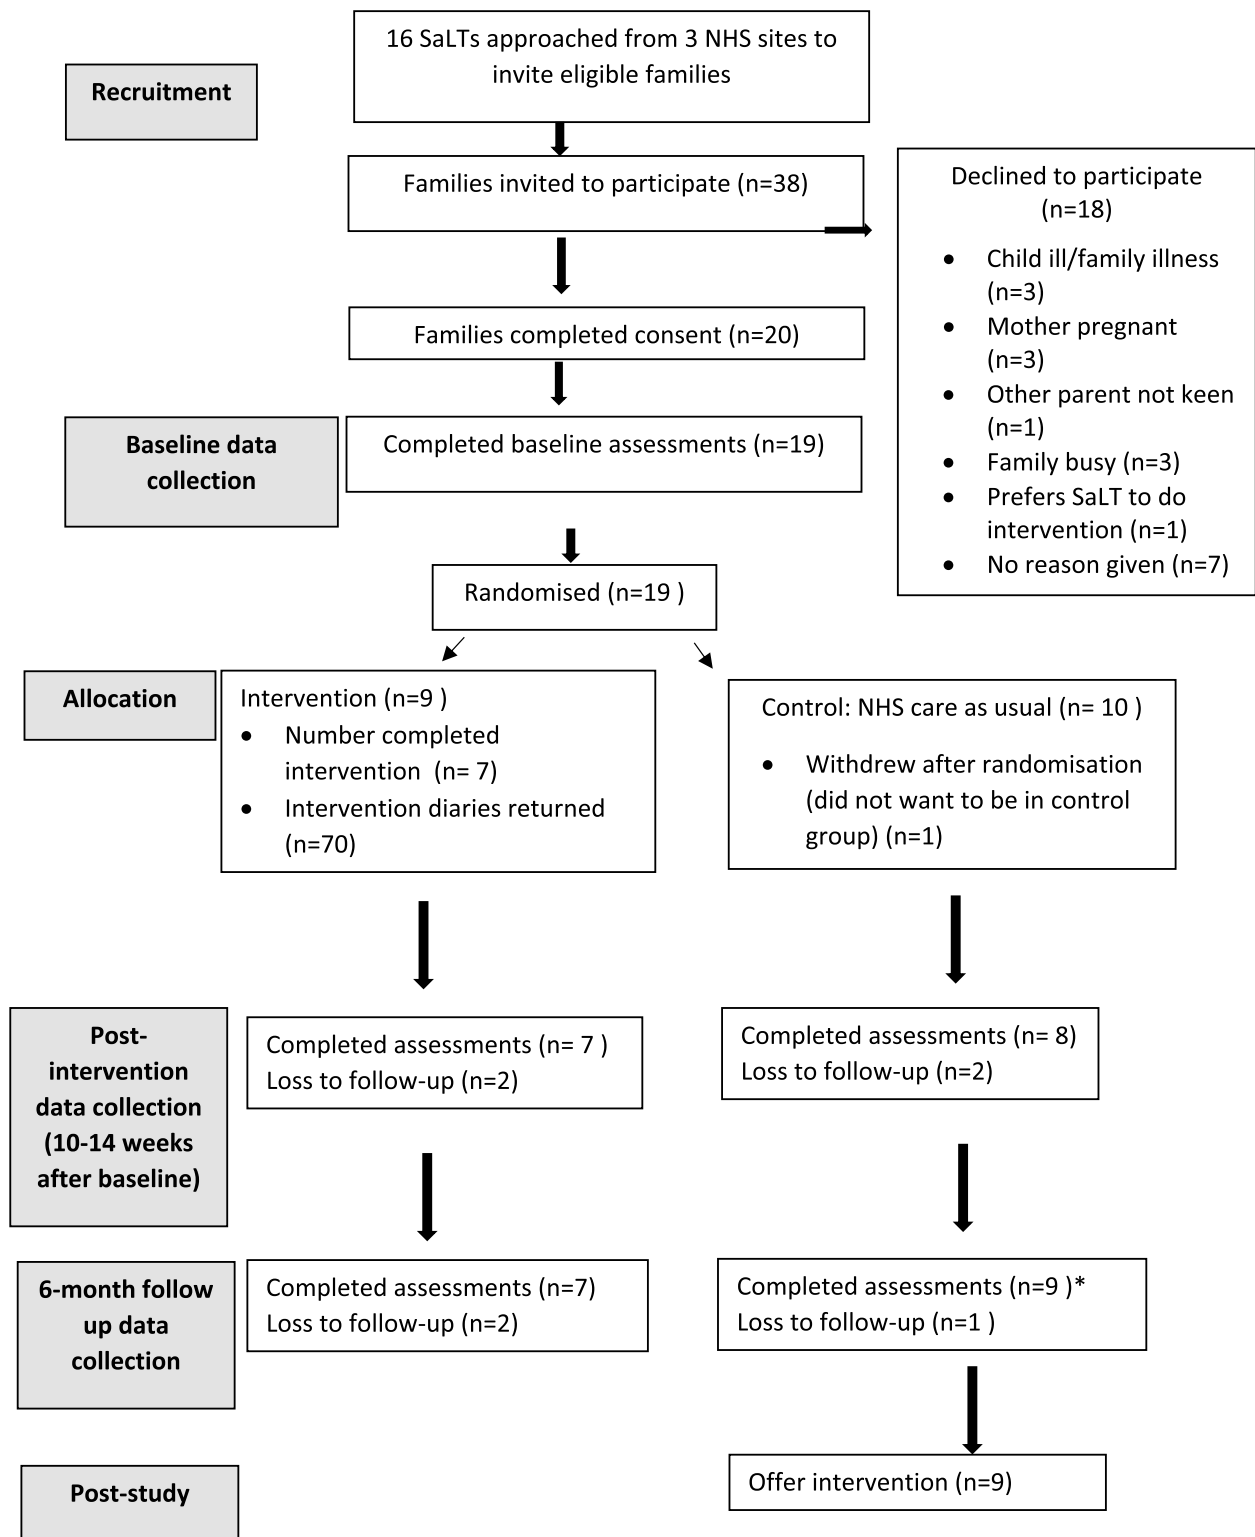 16 SaLTs approached from 3 NHS sites to
invite eligible families
Recruitment
Families invited to participate (n=38)
Declined to participate
(n=18)
• Child ill/family illness
(n=3)
• Mother pregnant
(n=3)
• Other parent not keen
(n=1)
• Family busy (n=3)
• Prefers SaLT to do
intervention (n=1)
• No reason given (n=7)
Families completed consent (n=20)
Baseline data
collection
Completed baseline assessments (n=19)
Randomised (n=19 )
Allocation
Intervention (n=9 )
• Number completed
intervention  (n= 7)
• Intervention diaries returned
(n=70)
Control: NHS care as usual (n= 10 )
• Withdrew after randomisation
(did not want to be in control
group) (n=1)
Post-
intervention
data collection
(10-14 weeks
after baseline)
Completed assessments (n= 7 )
Loss to follow-up (n=2)
Completed assessments (n= 8)
Loss to follow-up (n=2)
6-month follow
up data
collection
Completed assessments (n=7)
Loss to follow-up (n=2)
Completed assessments (n=9 )*
Loss to follow-up (n=1 )
Post-study
Offer intervention (n=9)